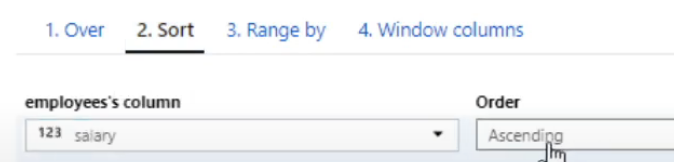 1. Over 2. Sort 3. Range by 4. Window columns
employees's column Order
123 salary Ascending